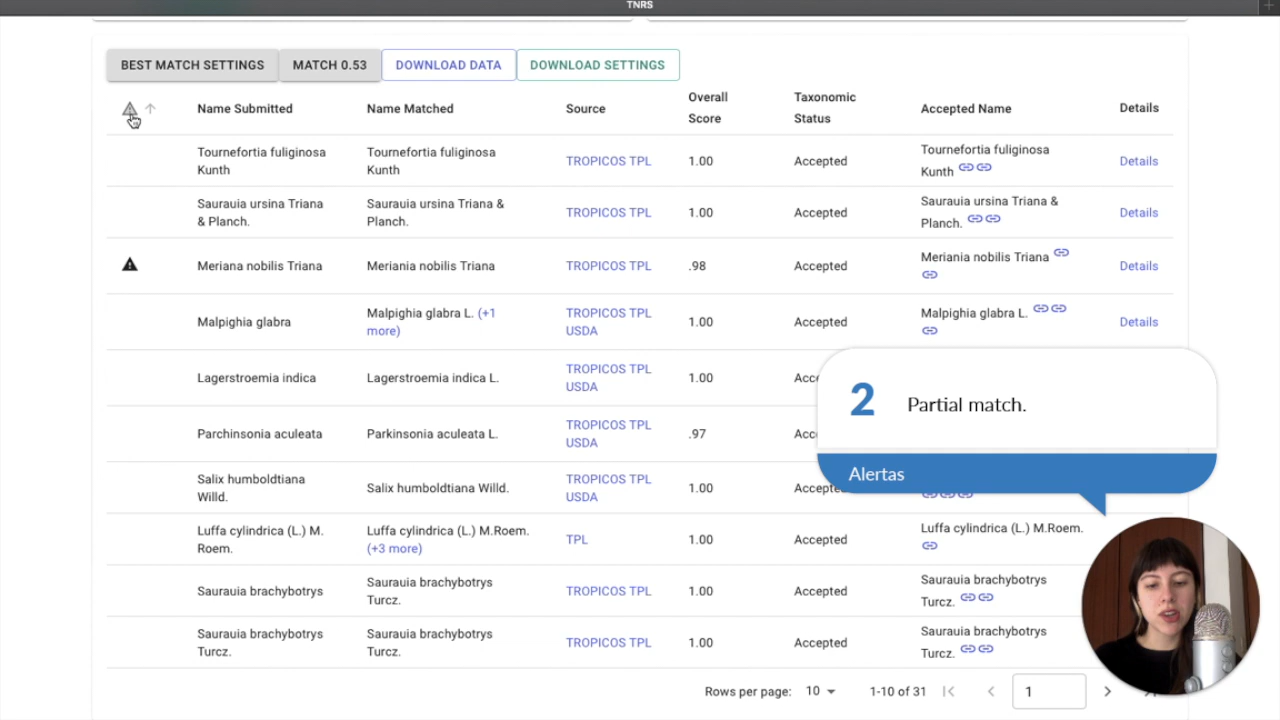 TNRS
BEST MATCH SETTINGS MATCH 0.53 DOWNLOAD DATA DOWNLOAD SETTINGS
Name Submitted Name Matched Source Overall Score Taxonomic Status Accepted Name Details
Tournefortia fuliginosa Kunth Tournefortia fuliginosa Kunth TROPICOS TPL 1.00 Accepted Tournefortia fuliginosa Kunth Details
Saurauia ursina Triana & Planch. Saurauia ursina Triana & Planch. TROPICOS TPL 1.00 Accepted Saurauia ursina Triana & Planch. Details
Meriana nobilis Triana Meriania nobilis Triana TROPICOS TPL .98 Accepted Meriania nobilis Triana Details
Malpighia glabra Malpighia glabra L. (+1 more) TROPICOS TPL USDA 1.00 Accepted Malpighia glabra L. Details
Lagerstroemia indica Lagerstroemia indica L. TROPICOS TPL USDA 1.00
Parchinsonia aculeata Parkinsonia aculeata L. TROPICOS TPL USDA .97
Salix humboldtiana Willd. Salix humboldtiana Willd. TROPICOS TPL USDA 1.00 Accepted
Luffa cylindrica (L.) M. Roem. Luffa cylindrica (L.) M.Roem. (+3 more) TPL 1.00 Accepted Luffa cylindrica (L.) M.Roem.
Saurauia brachybotrys Saurauia brachybotrys Turcz. TROPICOS TPL 1.00 Accepted Saurauia brachybotrys Turcz.
Saurauia brachybotrys Turcz. Saurauia brachybotrys Turcz. TROPICOS TPL 1.00 Accepted Saurauia brachybotrys Turcz.
2 Partial match.
Alertas
Rows per page: 10 1-10 of 31 1